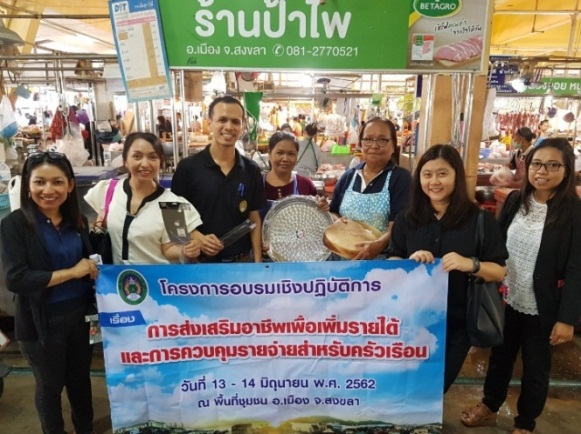 ร้านป้าไพ
อ.เมือง จ.สงขลา ✆ 081-2770521
BETAGRO
DIT
โครงการอบรมเชิงปฏิบัติการ
เรื่อง
การส่งเสริมอาชีพเพื่อเพิ่มรายได้
และการควบคุมรายจ่ายสำหรับครัวเรือน
วันที่ 13 - 14 มิถุนายน พ.ศ. 2562
ณ พื้นที่ชุมชน อ.เมือง จ.สงขลา